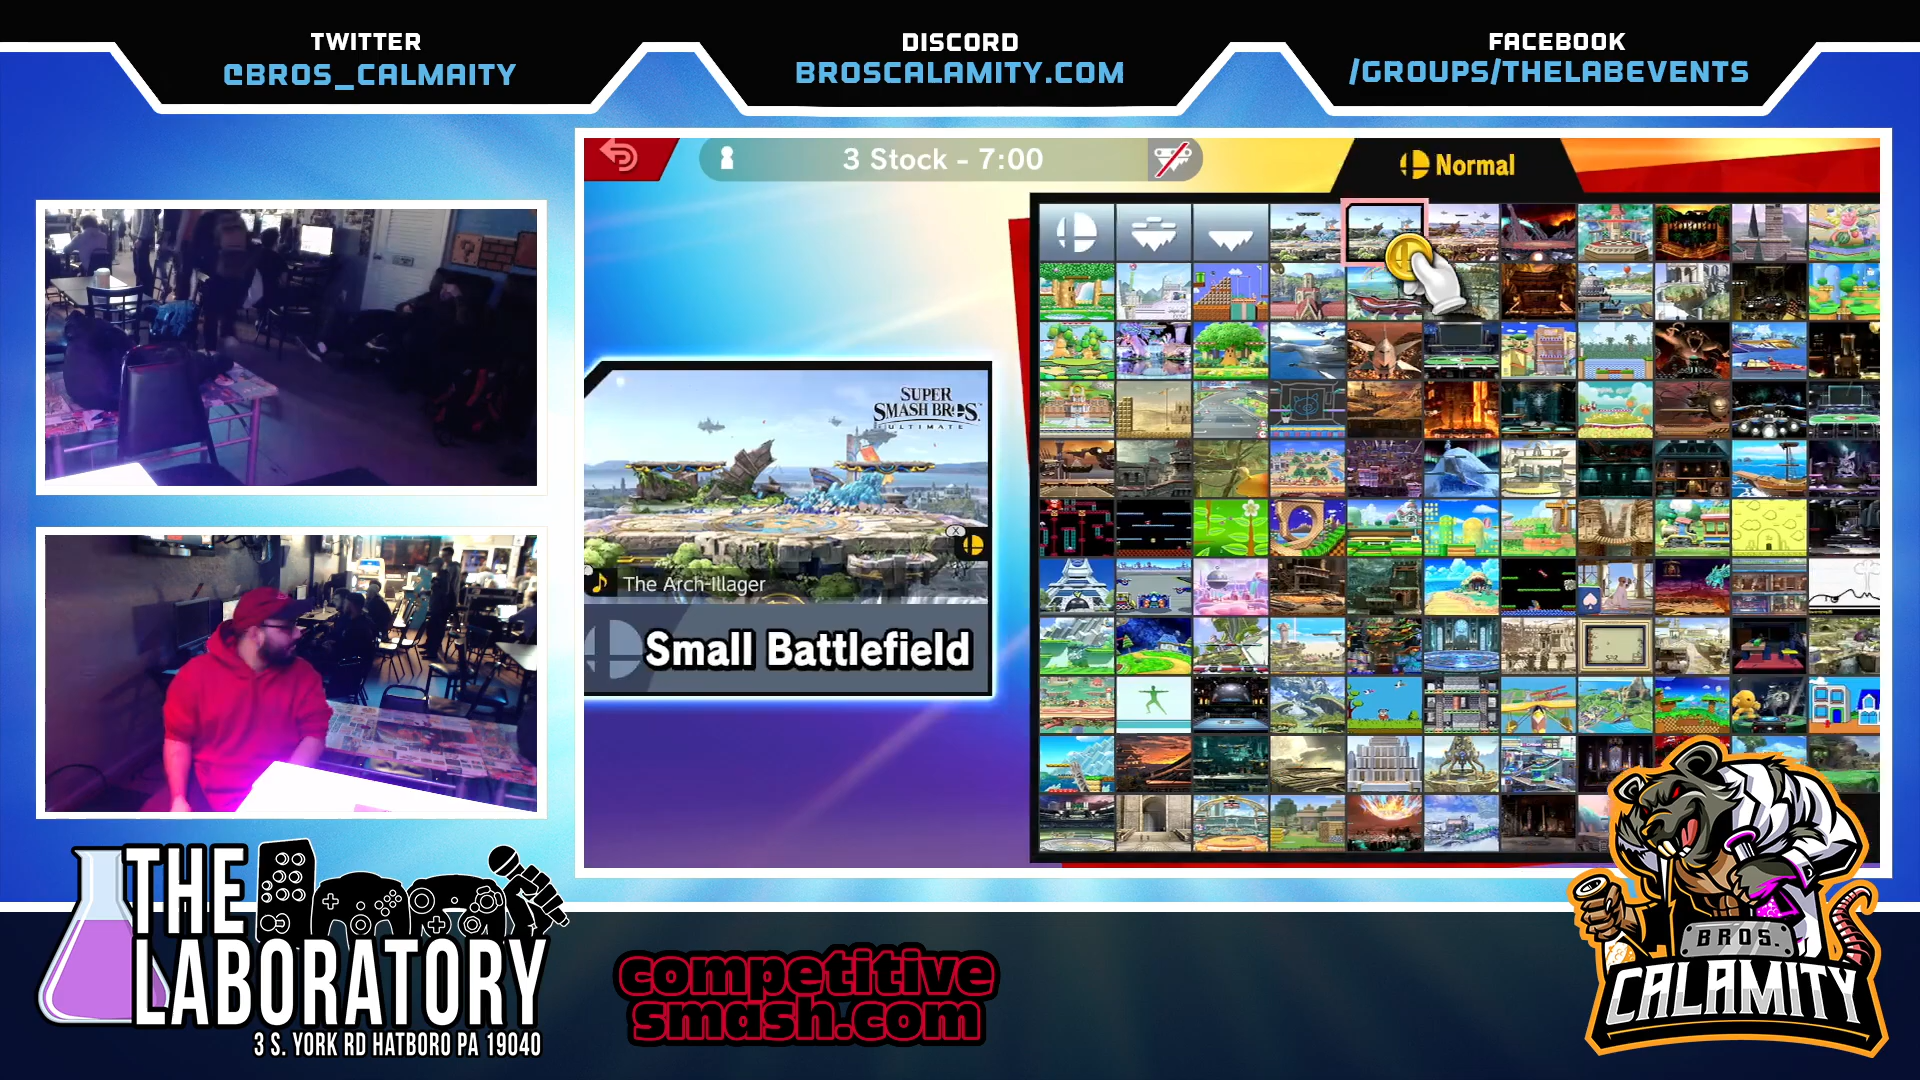 TWITTER
@BROS_CALMAITY
DISCORD
BROSCALAMITY.COM
FACEBOOK
/GROUPS/THELABEVENTS
3 Stock - 7:00
Normal
SUPER
SMASH BROS.
ULTIMATE
X
The Arch-Illager
Small Battlefield
THE
LABORATORY
3 S. YORK RD HATBORO PA 19040
competitive
smash.com
BROS.
CALAMITY